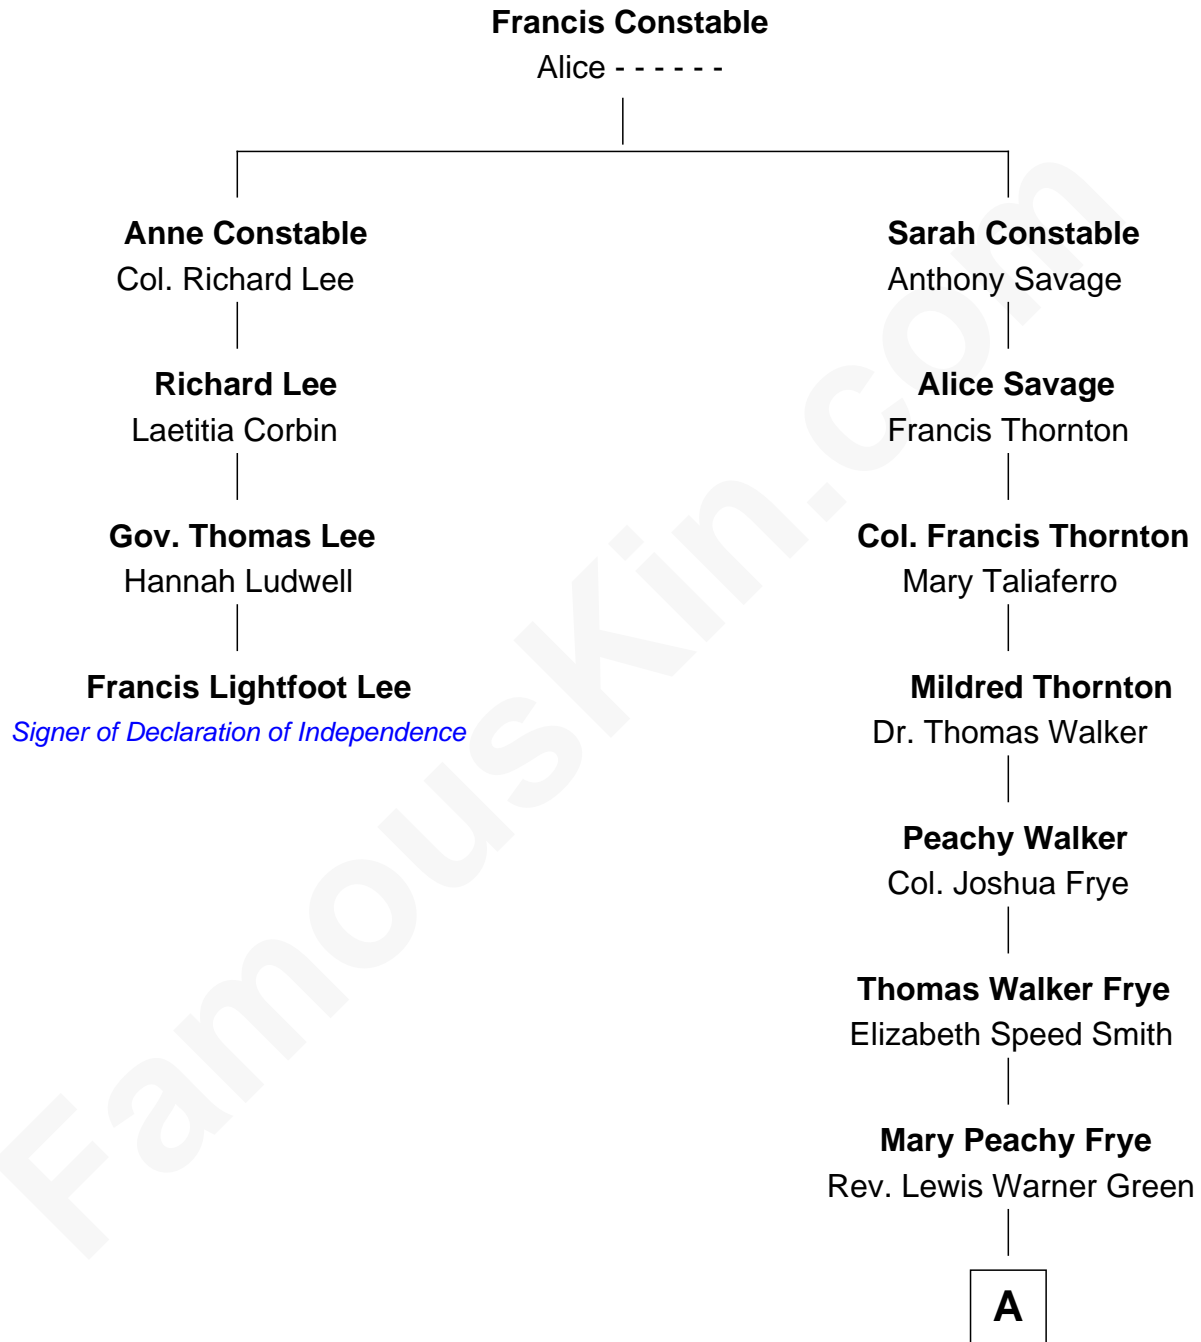 Francis Constable
Alice - - - - - -
Anne Constable
Col. Richard Lee
Richard Lee
Laetitia Corbin
Gov. Thomas Lee
Hannah Ludwell
Francis Lightfoot Lee
Signer of Declaration of Independence
Sarah Constable
Anthony Savage
Alice Savage
Francis Thornton
Col. Francis Thornton
Mary Taliaferro
Mildred Thornton
Dr. Thomas Walker
Peachy Walker
Col. Joshua Frye
Thomas Walker Frye
Elizabeth Speed Smith
Mary Peachy Frye
Rev. Lewis Warner Green
A
FamousKin.com